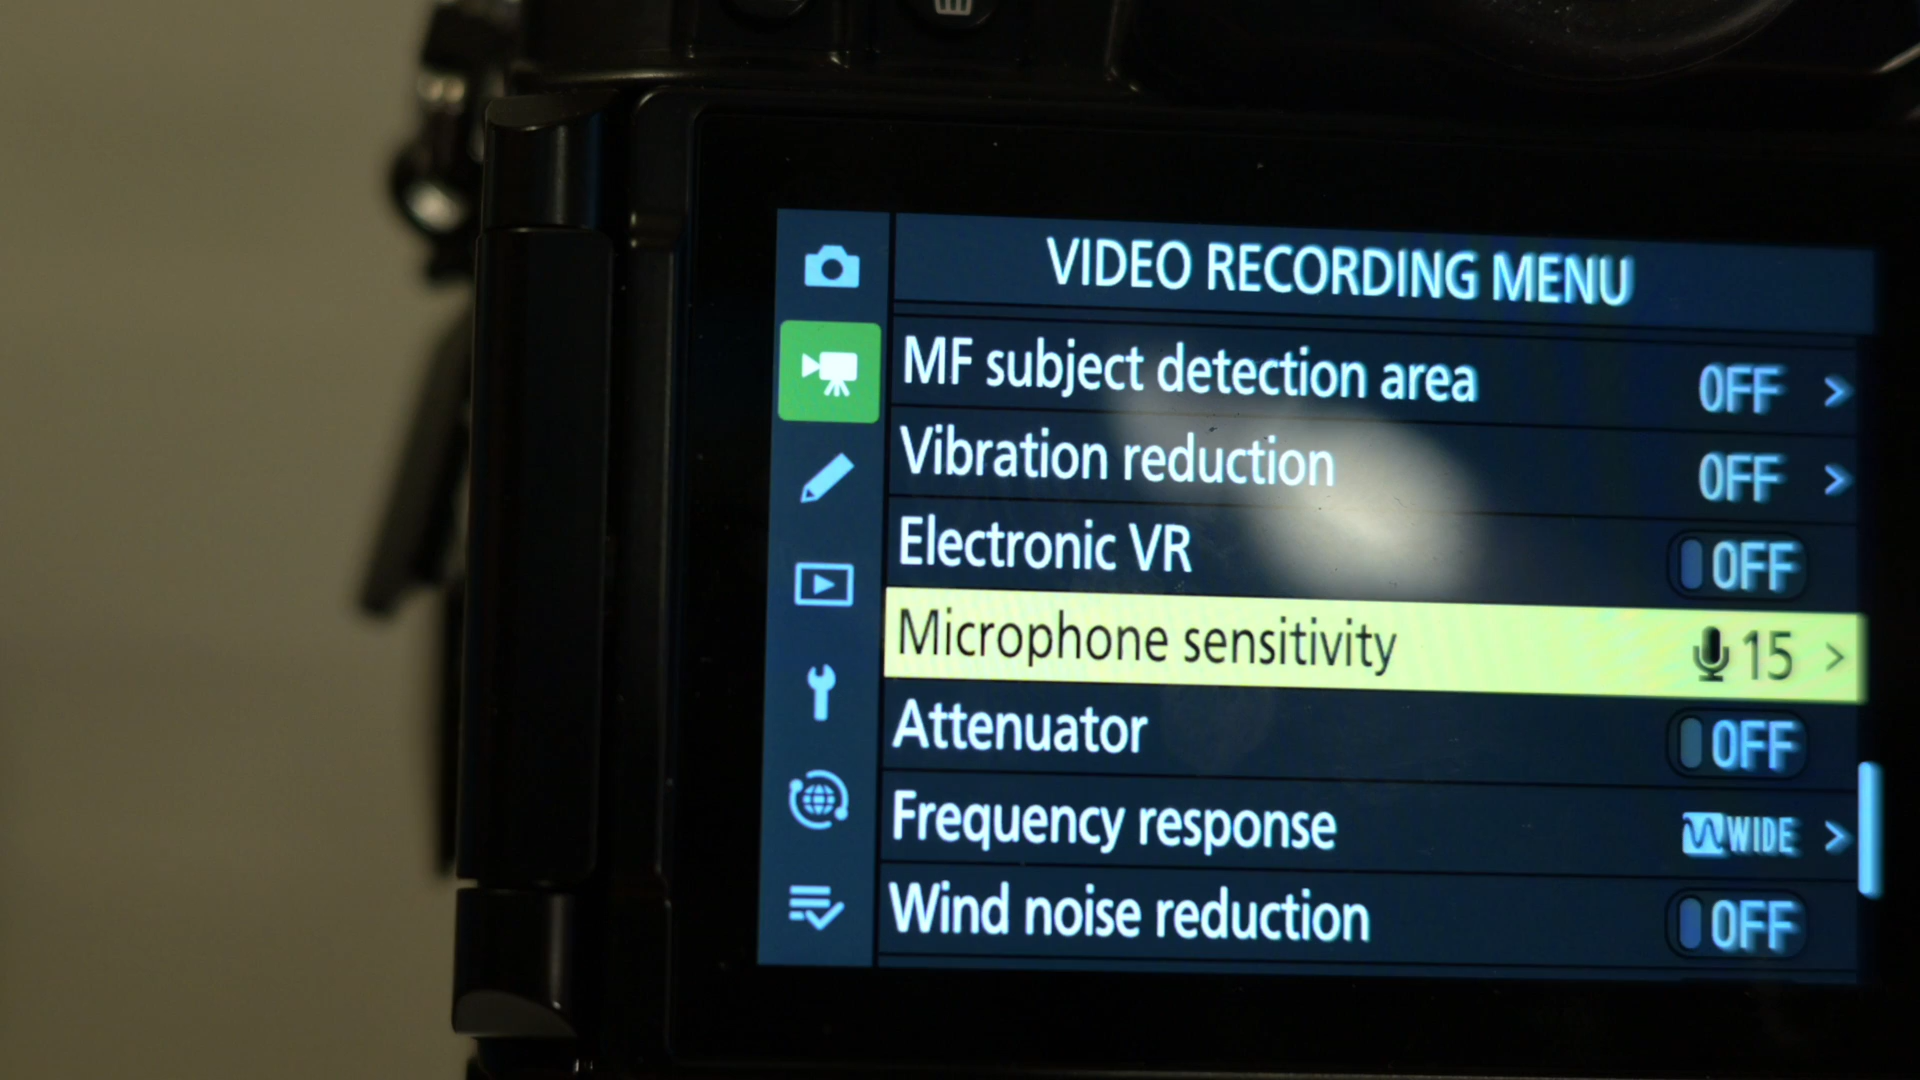 VIDEO RECORDING MENU
MF subject detection area OFF >
Vibration reduction OFF >
Electronic VR OFF
Microphone sensitivity 15 >
Attenuator OFF
Frequency response WIDE >
Wind noise reduction OFF